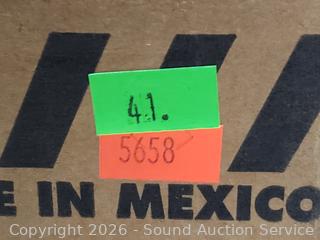 41.
5658
E IN MEXICO
Copyright 2026 - Sound Auction Service